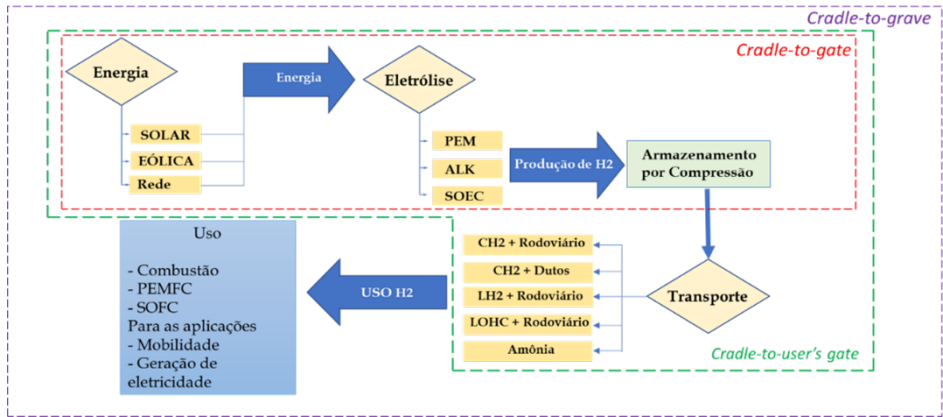 Cradle-to-grave
Cradle-to-gate
Energia
Energia
Eletrólise
SOLAR
EÓLICA
Rede
PEM
ALK
SOEC
Produção de H2
Armazenamento
por Compressão
Transporte
CH2 + Rodoviário
CH2 + Dutos
LH2 + Rodoviário
LOHC + Rodoviário
Amônia
Cradle-to-user's gate
USO H2
Uso
- Combustão
- PEMFC
- SOFC
Para as aplicações
- Mobilidade
- Geração de
eletricidade